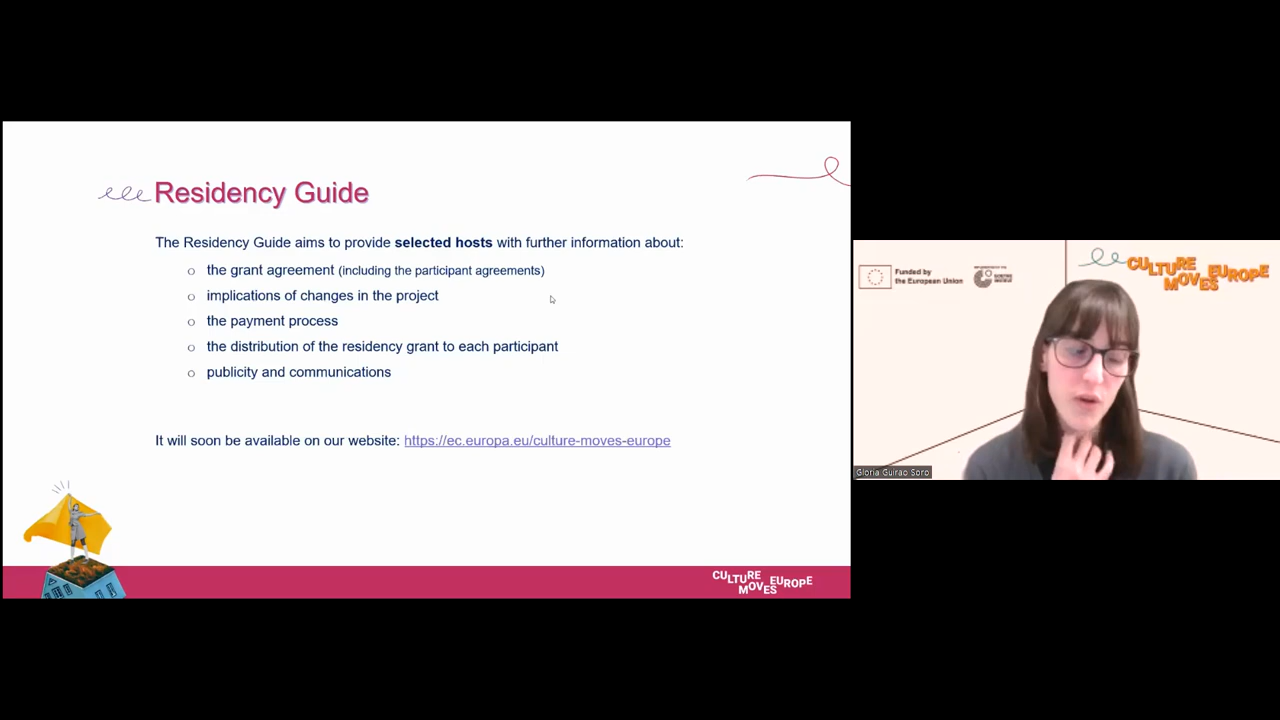 Residency Guide
The Residency Guide aims to provide selected hosts with further information about:
o the grant agreement (including the participant agreements)
o implications of changes in the project
o the payment process
o the distribution of the residency grant to each participant
o publicity and communications
It will soon be available on our website: https://ec.europa.eu/culture-moves-europe
CULTURE
MOVES EUROPE
Funded by
the European Union
GOETHE
INSTITUT
CULTURE
MOVES EUROPE
Gloria Guirao Soro